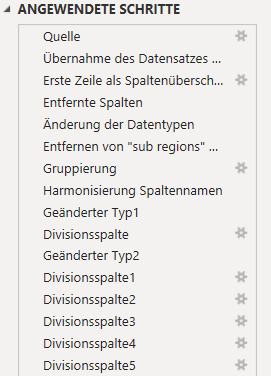 ANGEWENDETE SCHRITTE
Quelle
Übernahme des Datensatzes ...
Erste Zeile als Spaltenübersch...
Entfernte Spalten
Änderung der Datentypen
Entfernen von "sub regions" ...
Gruppierung
Harmonisierung Spaltennamen
Geänderter Typ1
Divisionsspalte
Geänderter Typ2
Divisionsspalte1
Divisionsspalte2
Divisionsspalte3
Divisionsspalte4
Divisionsspalte5